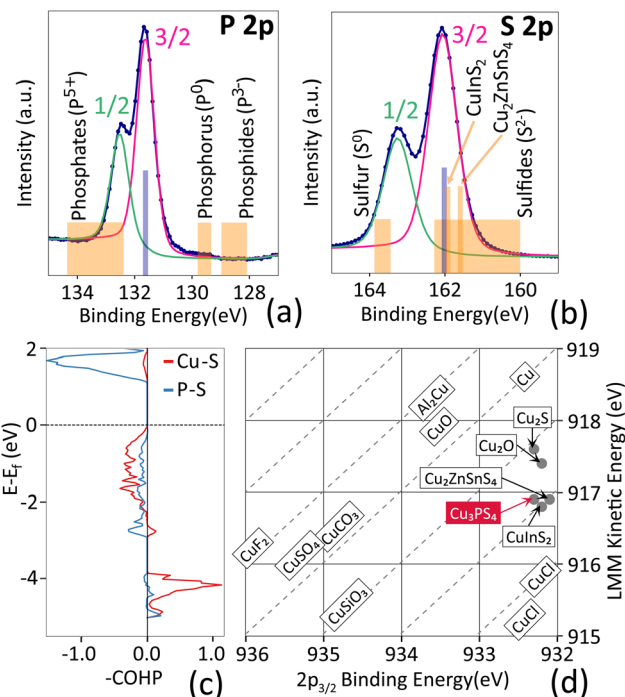 P 2p
3/2
1/2
Phosphates (P⁵⁺)
Phosphorus (P⁰)
Phosphides (P³⁻)
Intensity (a.u.)
134
132
130
128
Binding Energy(eV)
(a)
S 2p
3/2
1/2
CuInS₂
Cu₂ZnSnS₄
Sulfur (S⁰)
Sulfides (S²⁻)
Intensity (a.u.)
164
162
160
Binding Energy(eV)
(b)
2
0
-2
-4
E-E_f (eV)
Cu-S
P-S
-1.0
0.0
1.0
-COHP
(c)
919
918
917
916
915
LMM Kinetic Energy (eV)
Cu
Al₂Cu
CuO
Cu₂S
Cu₂O
Cu₂ZnSnS₄
Cu₃PS₄
CuInS₂
CuCO₃
CuSO₄
CuF₂
CuSiO₃
CuCl
CuCl
936
935
934
933
932
2p₃/₂ Binding Energy(eV)
(d)